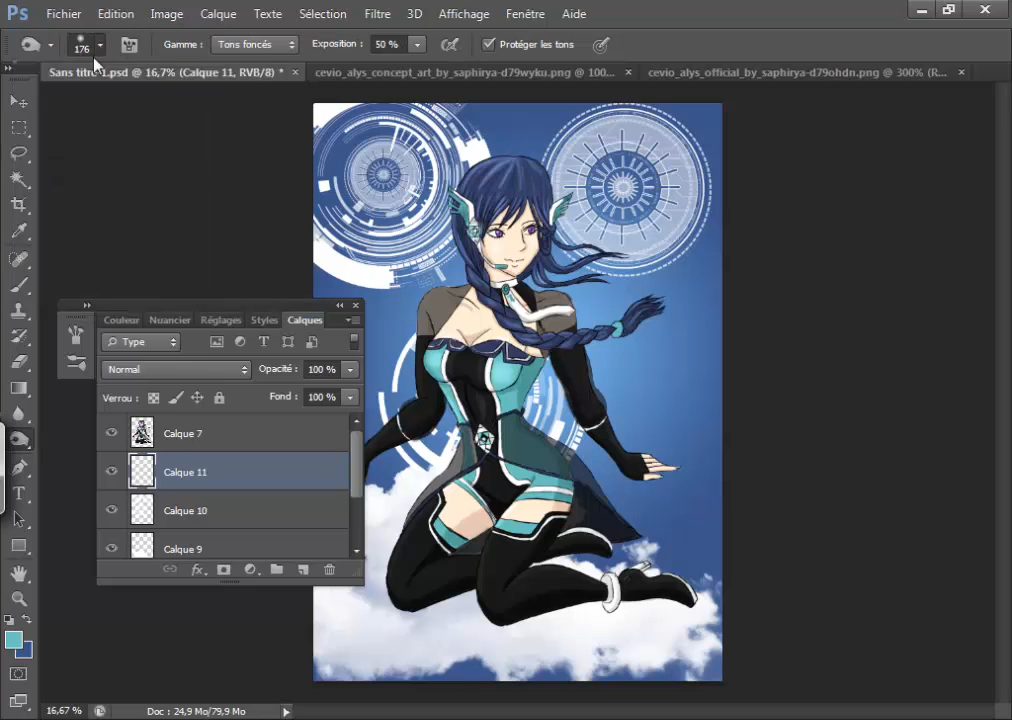 Ps Fichier Edition Image Calque Texte Sélection Filtre 3D Affichage Fenêtre Aide
176 Gamme : Tons foncés Exposition : 50 % Protéger les tons
Sans titre-1.psd @ 16,7% (Calque 11, RVB/8) * × cevio_alys_concept_art_by_saphirya-d79wyku.png @ 100... × cevio_alys_official_by_saphirya-d79ohdn.png @ 300% (R... ×
Couleur Nuancier Réglages Styles Calques
Type
Normal Opacité : 100 %
Verrou : Fond : 100 %
Calque 7
Calque 11
Calque 10
Calque 9
fx
16,67 % Doc : 24,9 Mo/79,9 Mo